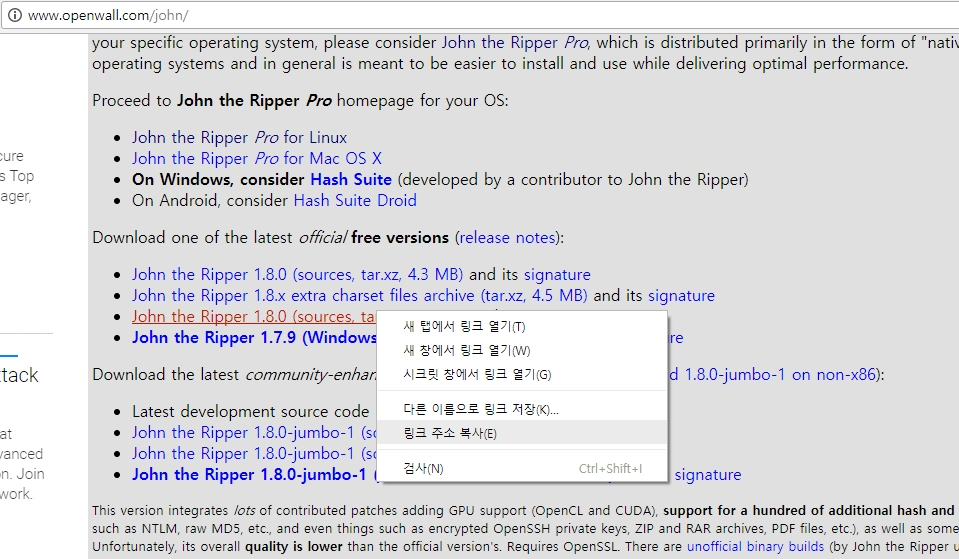 www.openwall.com/john/
your specific operating system, please consider John the Ripper Pro, which is distributed primarily in the form of "nativ
operating systems and in general is meant to be easier to install and use while delivering optimal performance.
Proceed to John the Ripper Pro homepage for your OS:
John the Ripper Pro for Linux
John the Ripper Pro for Mac OS X
On Windows, consider Hash Suite (developed by a contributor to John the Ripper)
On Android, consider Hash Suite Droid
Download one of the latest official free versions (release notes):
John the Ripper 1.8.0 (sources, tar.xz, 4.3 MB) and its signature
John the Ripper 1.8.x extra charset files archive (tar.xz, 4.5 MB) and its signature
John the Ripper 1.8.0 (sources, ta
John the Ripper 1.7.9 (Windows re
Download the latest community-enhan d 1.8.0-jumbo-1 on non-x86):
Latest development source code
John the Ripper 1.8.0-jumbo-1 (so
John the Ripper 1.8.0-jumbo-1 (so
John the Ripper 1.8.0-jumbo-1 ( signature
This version integrates lots of contributed patches adding GPU support (OpenCL and CUDA), support for a hundred of additional hash and
such as NTLM, raw MD5, etc., and even things such as encrypted OpenSSH private keys, ZIP and RAR archives, PDF files, etc.), as well as some
Unfortunately, its overall quality is lower than the official version's. Requires OpenSSL. There are unofficial binary builds (by John the Ripper u
새 탭에서 링크 열기(T)
새 창에서 링크 열기(W)
시크릿 창에서 링크 열기(G)
다른 이름으로 링크 저장(K)...
링크 주소 복사(E)
검사(N) Ctrl+Shift+I
cure
s Top
ager,
ttack
at
vanced
n. Join
work.